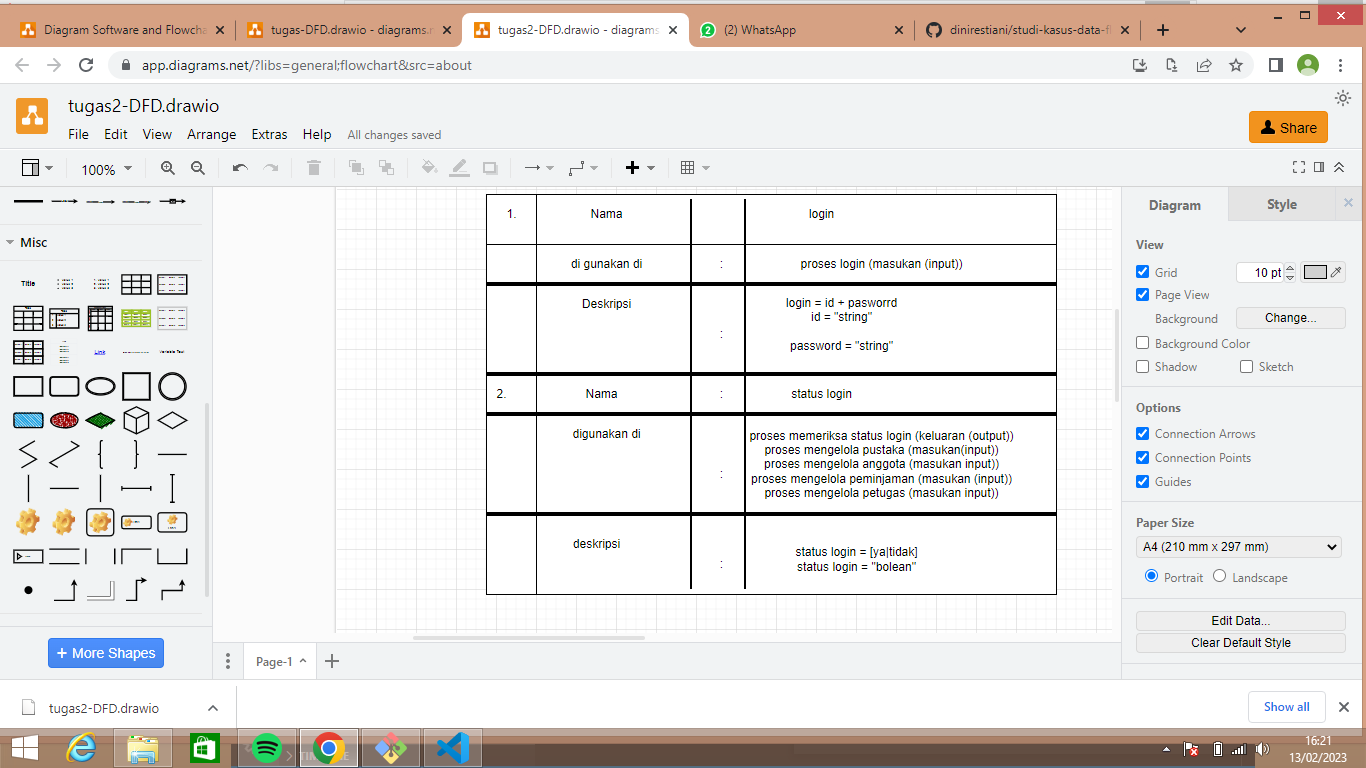 Diagram Software and Flowcha
tugas-DFD.drawio - diagrams.n
tugas2-DFD.drawio - diagrams
(2) WhatsApp
dinirestiani/studi-kasus-data-fl
app.diagrams.net/?libs=general;flowchart&src=about
tugas2-DFD.drawio
File Edit View Arrange Extras Help All changes saved
Share
100%
Misc
Title
Link
Variable Text
+ More Shapes
1. Nama login
di gunakan di : proses login (masukan (input))
Deskripsi : login = id + pasworrd
id = "string"
password = "string"
2. Nama : status login
digunakan di : proses memeriksa status login (keluaran (output))
proses mengelola pustaka (masukan(input))
proses mengelola anggota (masukan input))
proses mengelola peminjaman (masukan (input))
proses mengelola petugas (masukan input))
deskripsi : status login = [ya|tidak]
status login = "bolean"
Diagram Style
View
Grid 10 pt
Page View
Background Change...
Background Color
Shadow Sketch
Options
Connection Arrows
Connection Points
Guides
Paper Size
A4 (210 mm x 297 mm)
Portrait Landscape
Edit Data...
Clear Default Style
Page-1
tugas2-DFD.drawio
Show all
16:21
13/02/2023